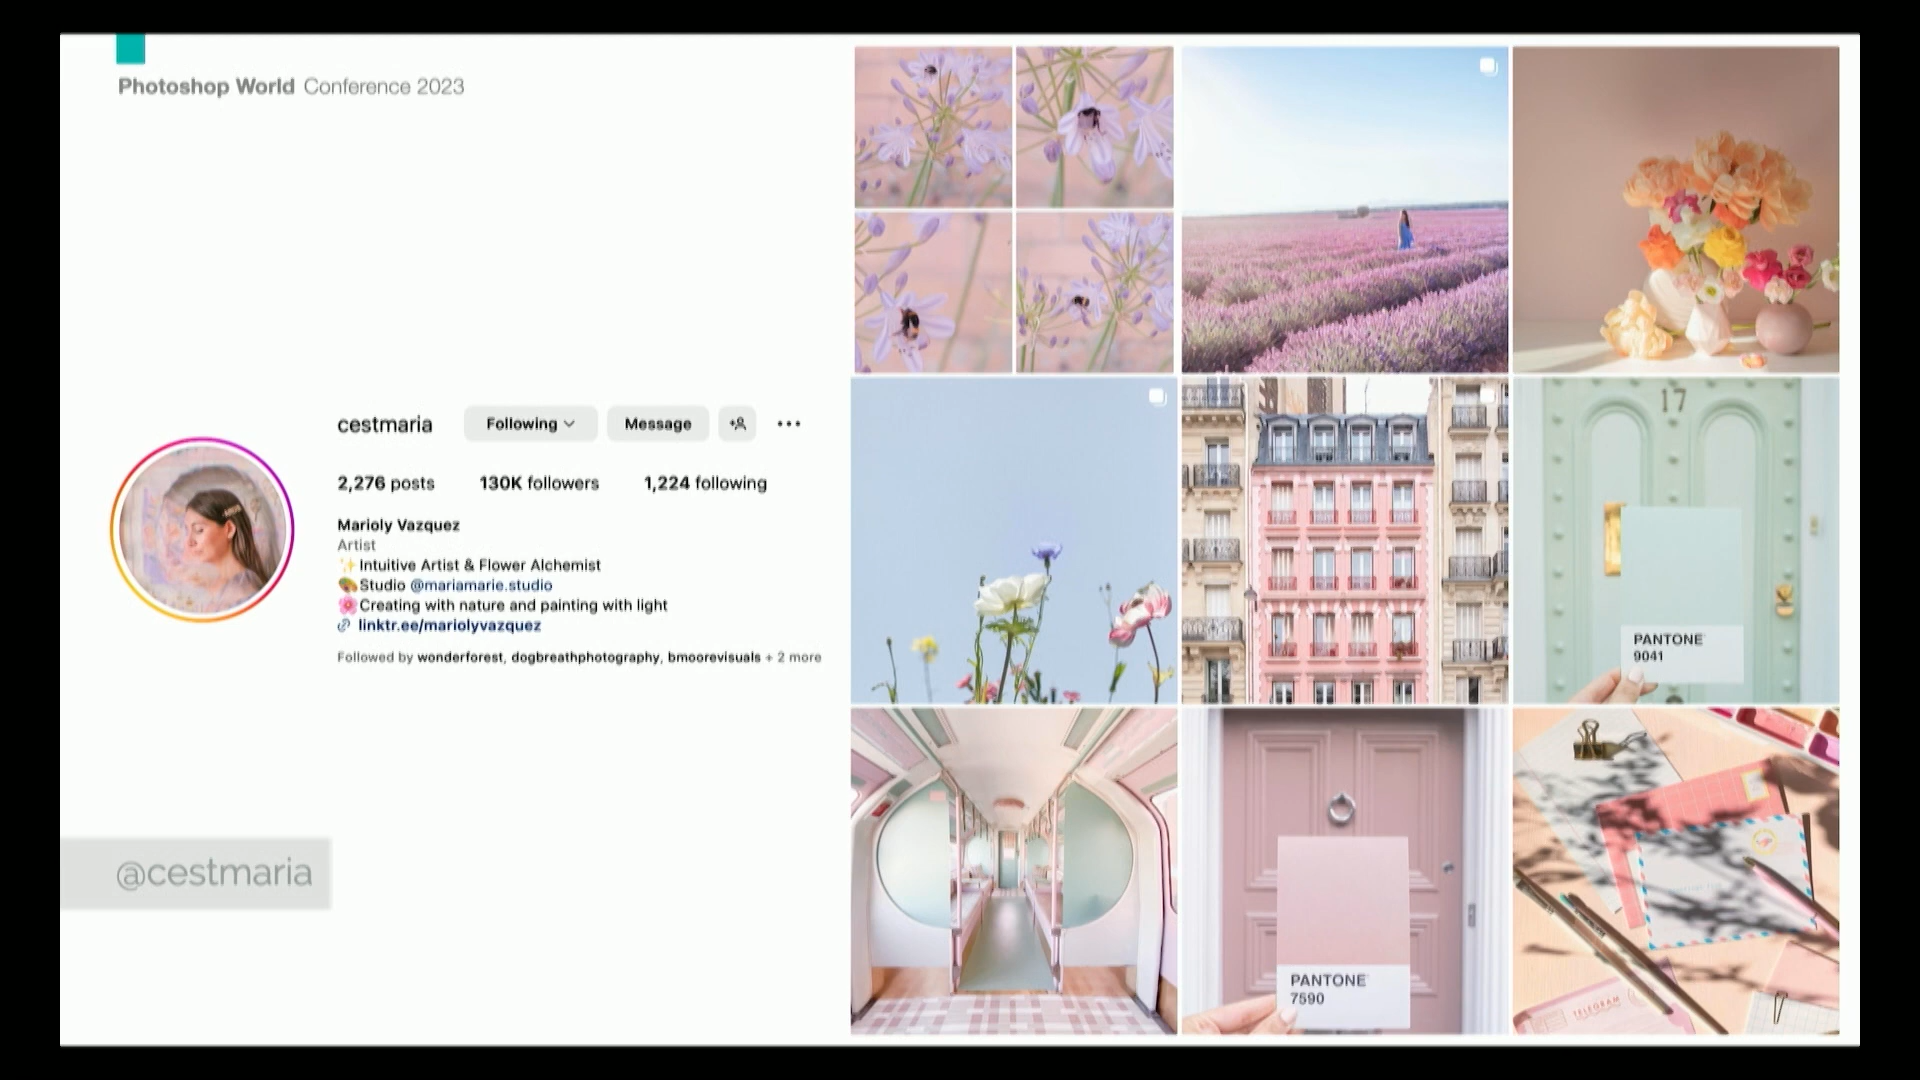 Photoshop World Conference 2023
cestmaria
Following
Message
2,276 posts
130K followers
1,224 following
Marioly Vazquez
Artist
✨Intuitive Artist & Flower Alchemist
🎨Studio @mariamarie.studio
🌸Creating with nature and painting with light
linktr.ee/mariolyvazquez
Followed by wonderforest, dogbreathphotography, bmoorevisuals + 2 more
@cestmaria
17
PANTONE
9041
PANTONE
7590
TELEGRAM